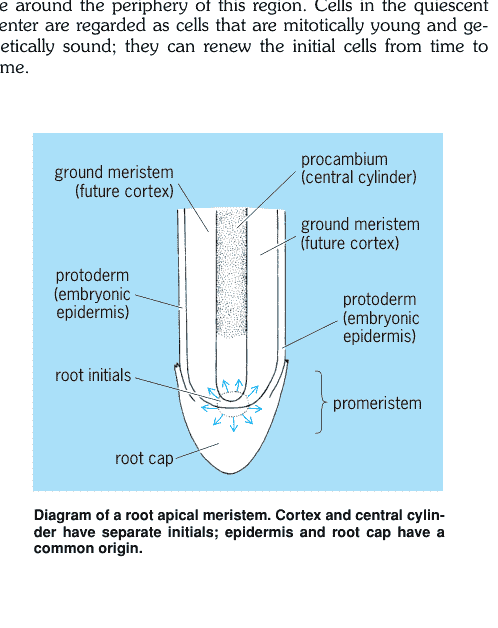 e around the periphery of this region. Cells in the quiescent
enter are regarded as cells that are mitotically young and ge-
etically sound; they can renew the initial cells from time to
me.
procambium
(central cylinder)
ground meristem
(future cortex)
ground meristem
(future cortex)
protoderm
(embryonic
epidermis)
protoderm
(embryonic
epidermis)
root initials
promeristem
root cap
Diagram of a root apical meristem. Cortex and central cylin-
der have separate initials; epidermis and root cap have a
common origin.